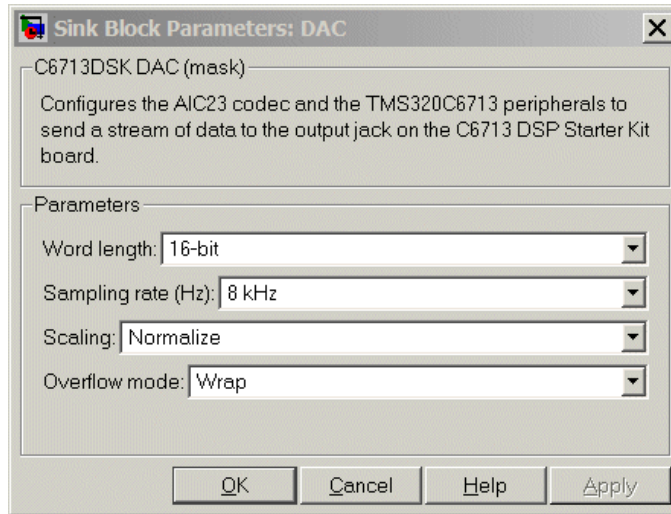 Sink Block Parameters: DAC
C6713DSK DAC (mask)
Configures the AIC23 codec and the TMS320C6713 peripherals to
send a stream of data to the output jack on the C6713 DSP Starter Kit
board.
Parameters
Word length: 16-bit
Sampling rate (Hz): 8 kHz
Scaling: Normalize
Overflow mode: Wrap
OK Cancel Help Apply